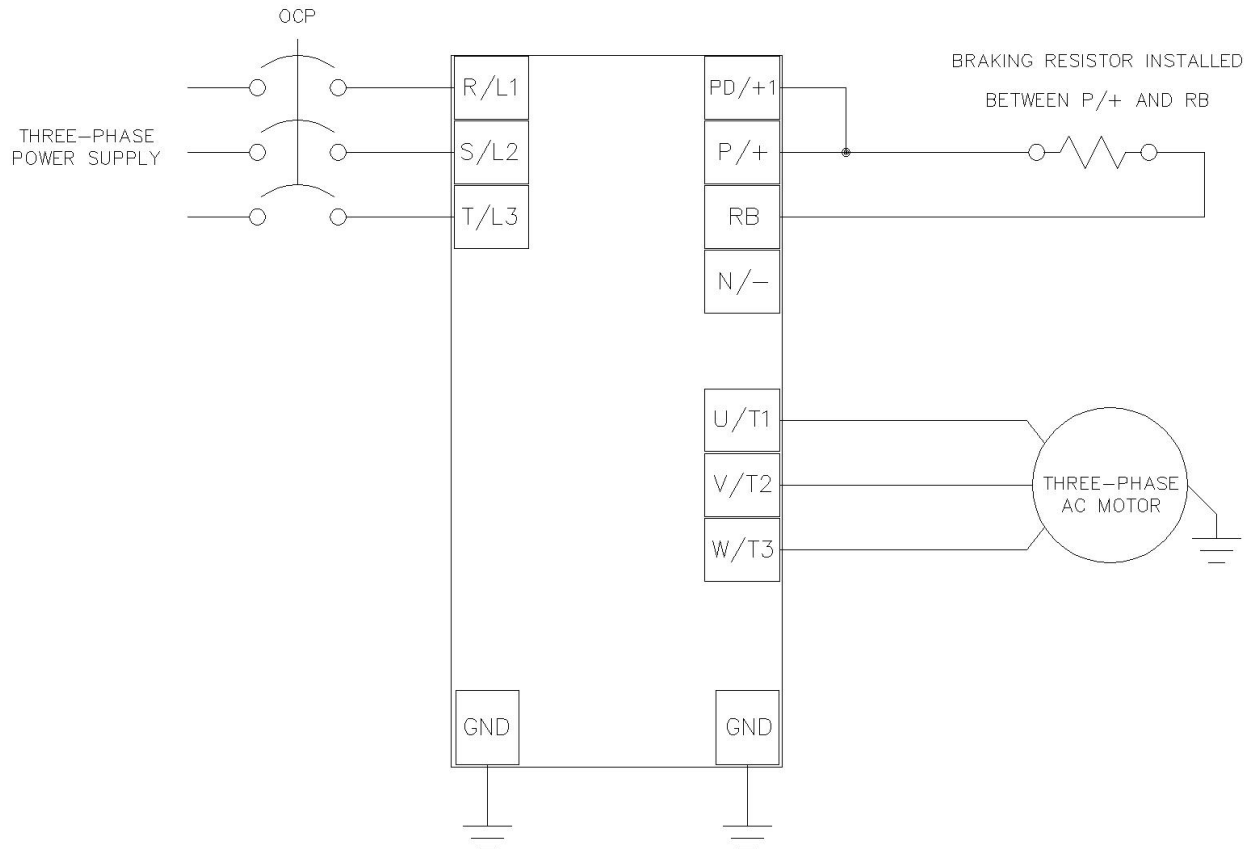 OCP
BRAKING RESISTOR INSTALLED
BETWEEN P/+ AND RB
THREE-PHASE
POWER SUPPLY
R/L1
S/L2
T/L3
PD/+1
P/+
RB
N/-
U/T1
V/T2
W/T3
THREE-PHASE
AC MOTOR
GND
GND